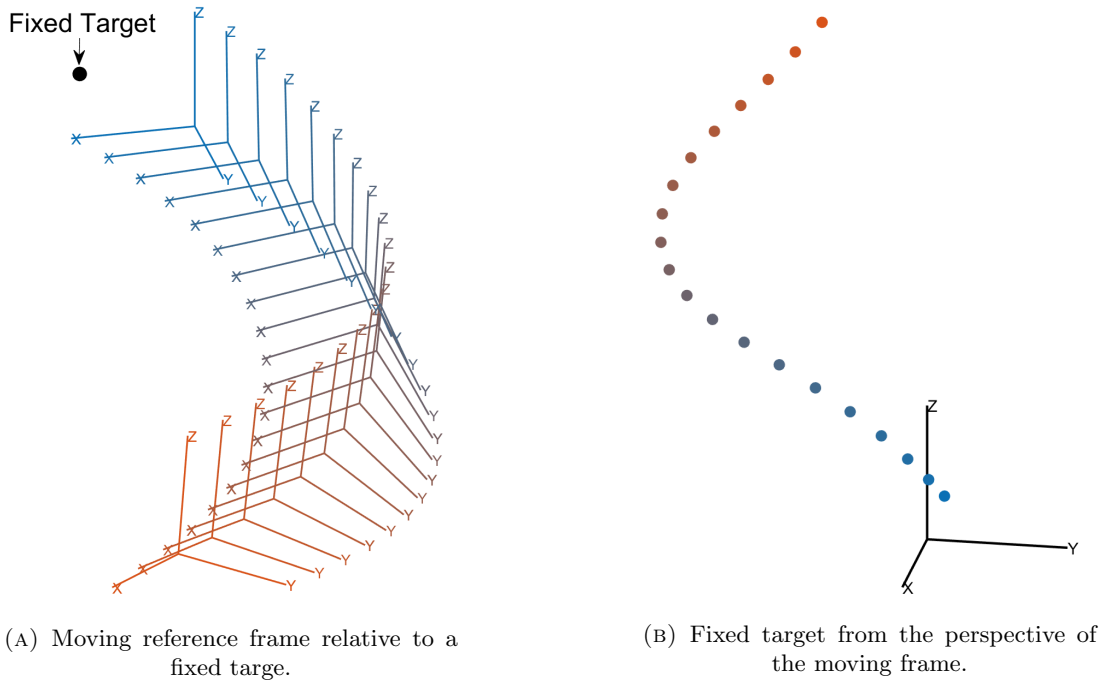 Fixed Target
Z
Z
Z
Z
Z
Z
X
X
Z
X
Y
Z
X
Y
Z
X
Y
Z
X
Y
Z
X
Y
Z
X
Z
Z
X
Y
Z
X
Y
Z
Z
X
Y
Z
X
Y
Z
Z
Y
X
Y
X
Y
X
Y
X
Y
X
Y
Y
X
Y
X
Y
Y
X
(A) Moving reference frame relative to a
fixed targe.
Z
Y
X
(B) Fixed target from the perspective of
the moving frame.